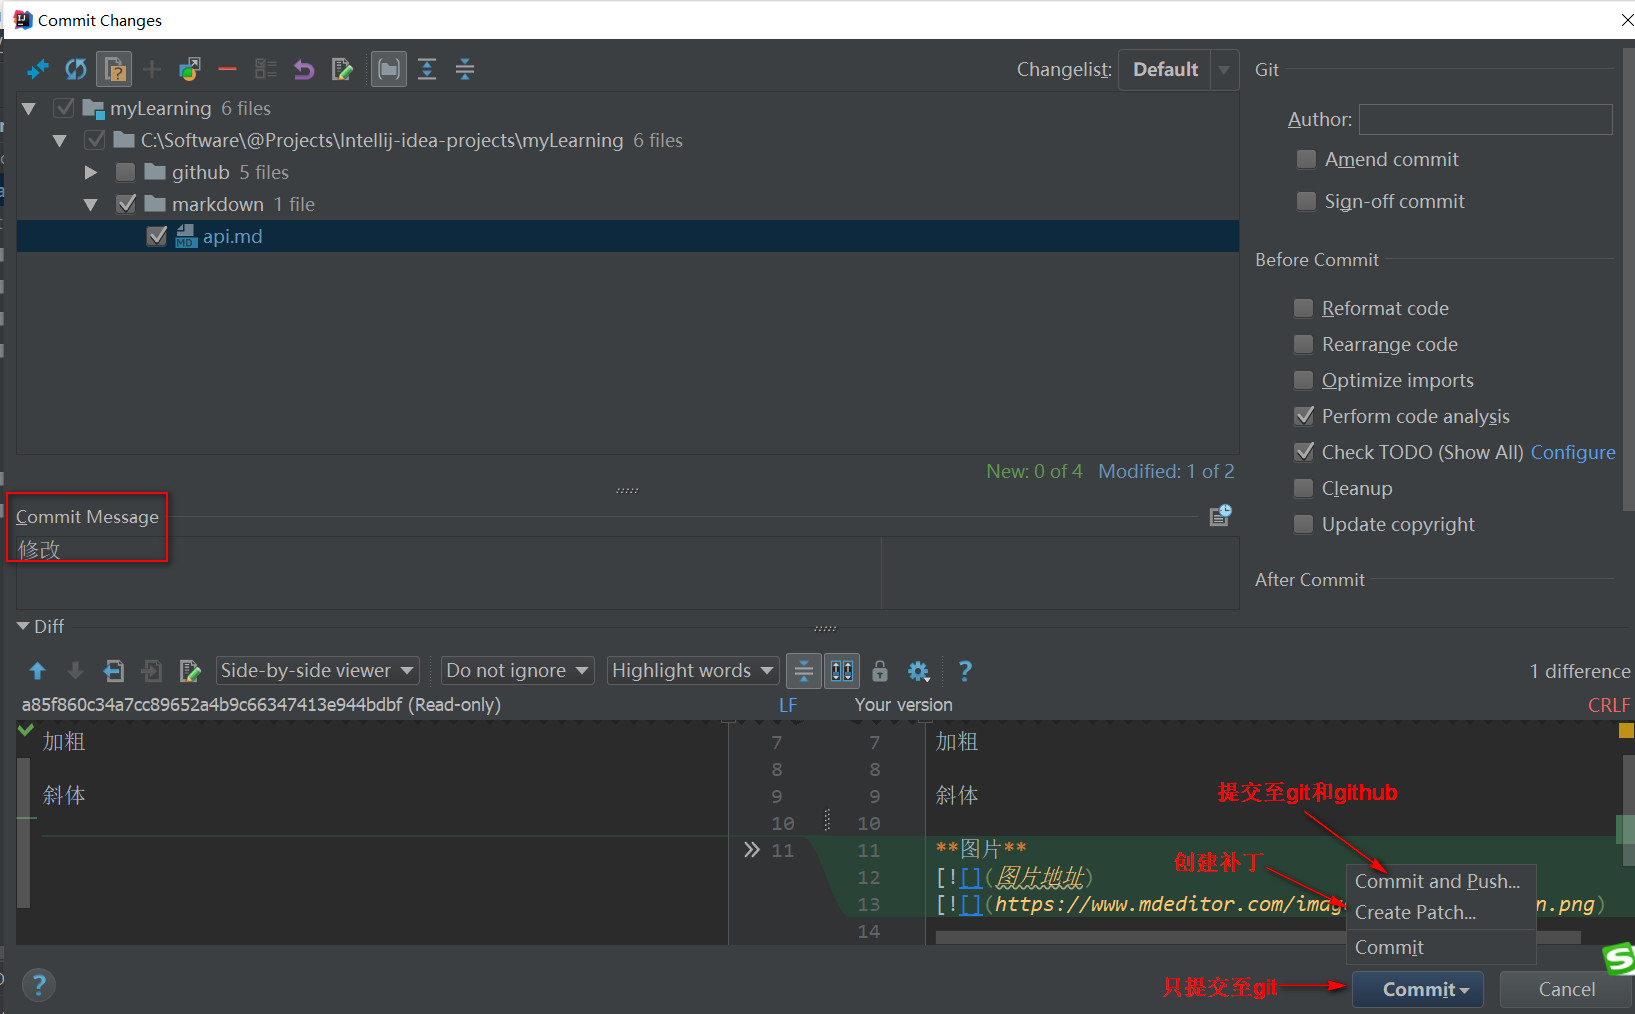 Commit Changes
Changelist: Default
myLearning 6 files
C:\Software\@Projects\Intellij-idea-projects\myLearning 6 files
github 5 files
markdown 1 file
MD api.md
New: 0 of 4 Modified: 1 of 2
Commit Message
修改
Git
Author:
Amend commit
Sign-off commit
Before Commit
Reformat code
Rearrange code
Optimize imports
Perform code analysis
Check TODO (Show All) Configure
Cleanup
Update copyright
After Commit
Diff
Side-by-side viewer Do not ignore Highlight words ? 1 difference
a85f860c34a7cc89652a4b9c66347413e944bdbf (Read-only) LF Your version CRLF
加粗 7 7 加粗
8 8
斜体 9 9 斜体
10 10
11 11 **图片**
12 [![](图片地址)
13 [![](https://www.mdeditor.com/imag n.png)
14
提交至git和github
创建补丁
只提交至git
Commit and Push...
Create Patch...
Commit
? Commit Cancel
S